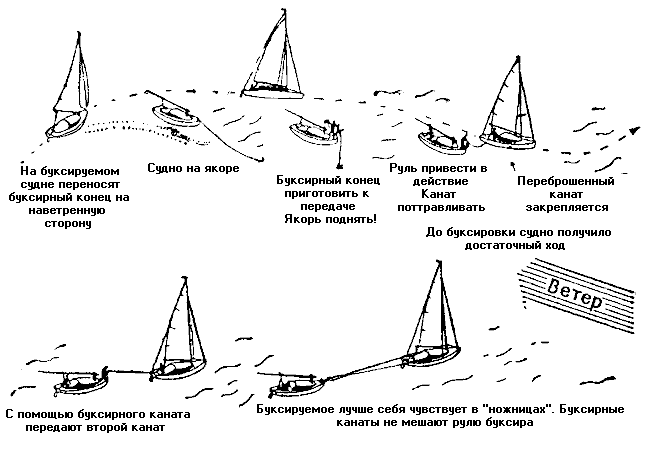 На буксируемом
судне переносят
буксирный конец на
наветренную
сторону
Судно на якоре
Буксирный конец
приготовить к
передаче
Якорь поднять!
Руль привести в
действие
Канат
поттравливать
Переброшенный
канат
закрепляется
До буксировки судно получило
достаточный ход
Ветер
С помощью буксирного каната
передают второй канат
Буксируемое лучше себя чувствует в "ножницах". Буксирные
канаты не мешают рулю буксира